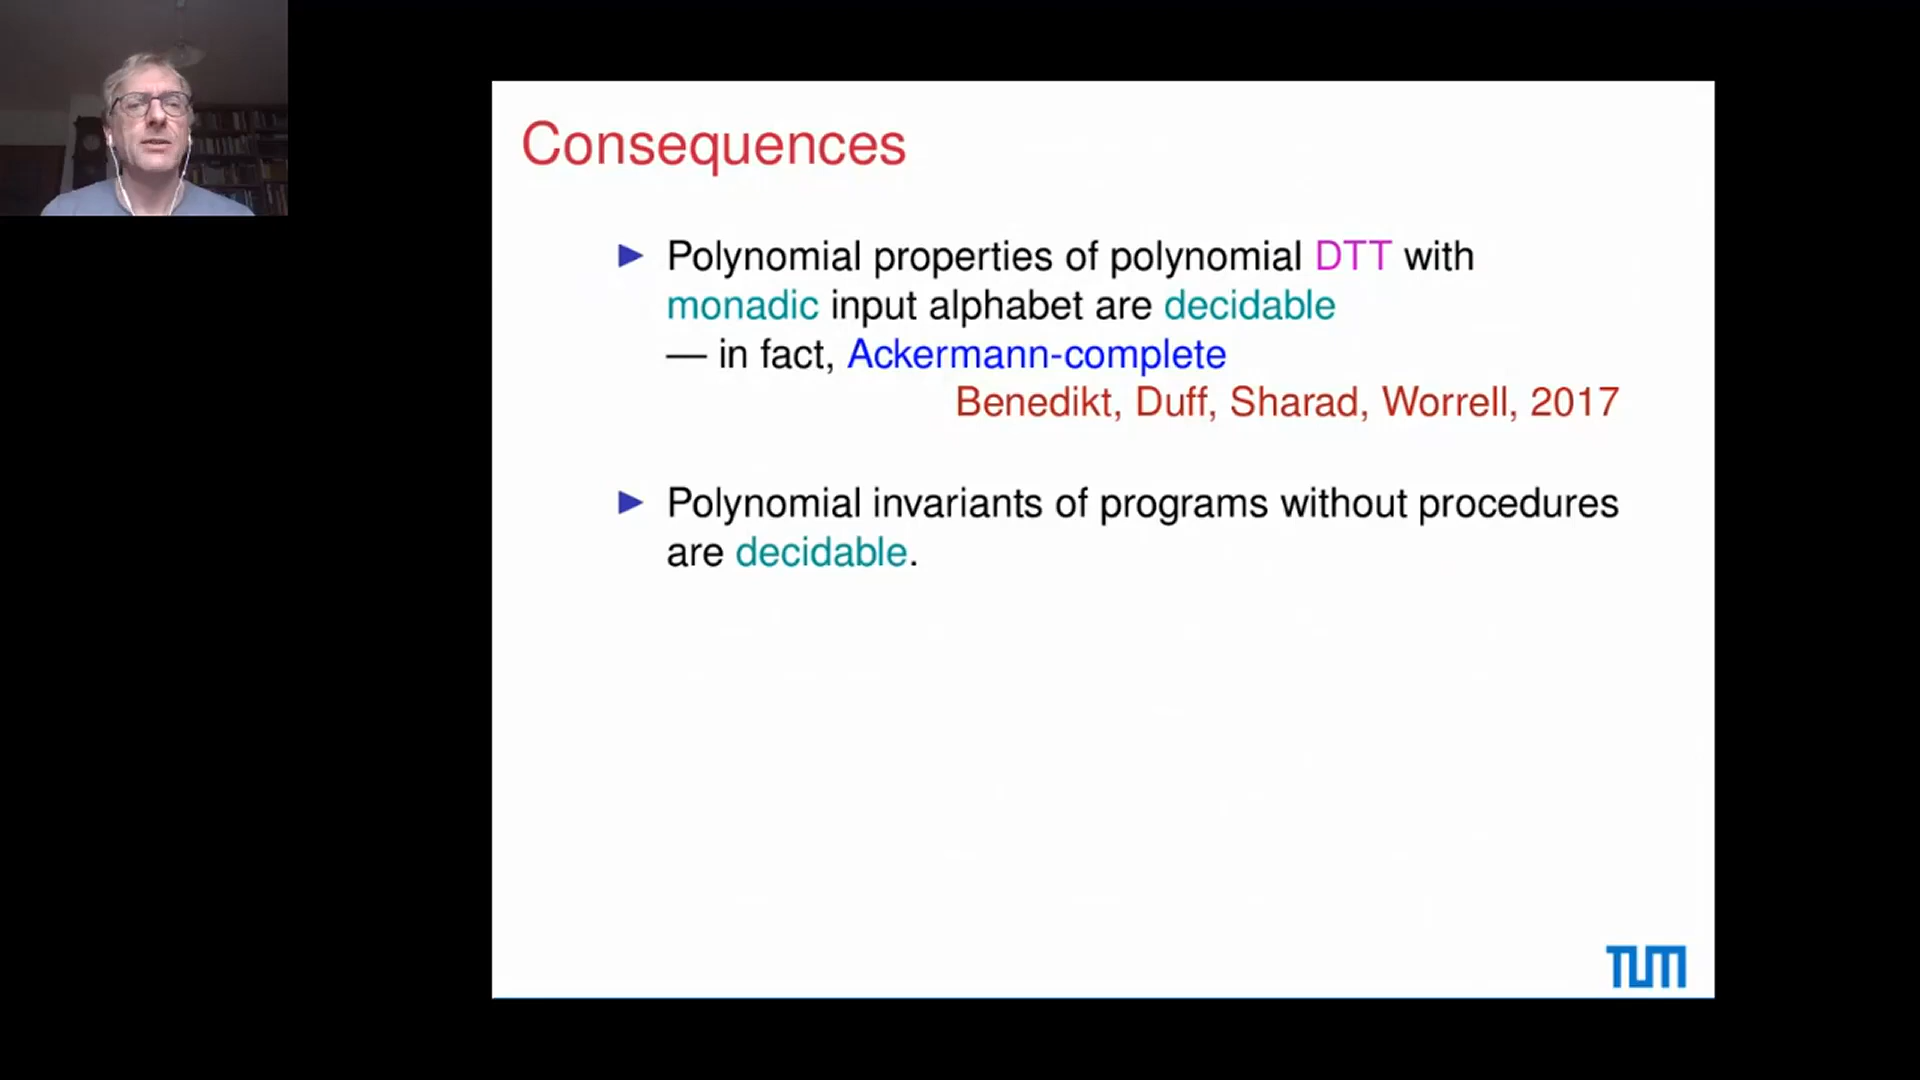 Consequences
▶ Polynomial properties of polynomial DTT with
monadic input alphabet are decidable
— in fact, Ackermann-complete
Benedikt, Duff, Sharad, Worrell, 2017
▶ Polynomial invariants of programs without procedures
are decidable.
TUM